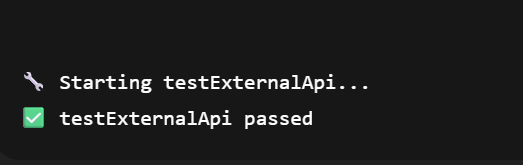 🔧 Starting testExternalApi...
✅ testExternalApi passed